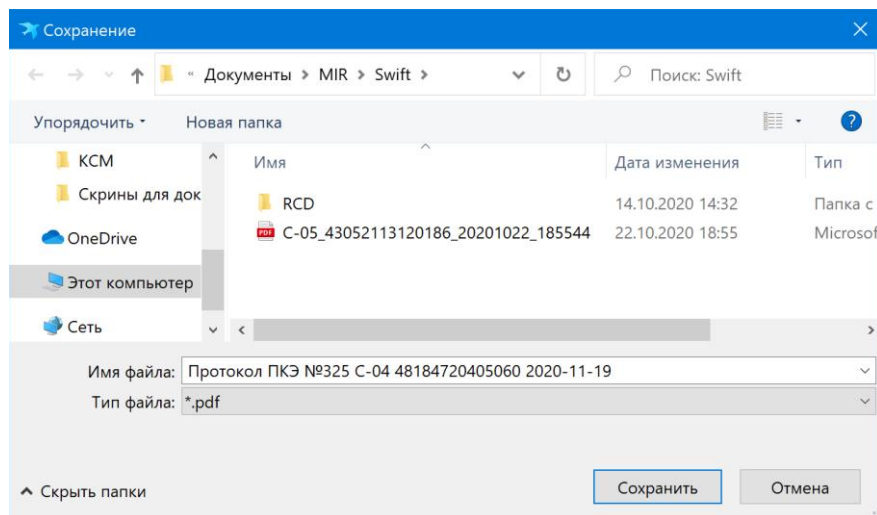 Сохранение
« Документы > MIR > Swift >
Поиск: Swift
Упорядочить
Новая папка
КСМ
Скрины для док
OneDrive
Этот компьютер
Сеть
Имя
Дата изменения
Тип
RCD
14.10.2020 14:32
Папка с
PDF
C-05_43052113120186_20201022_185544
22.10.2020 18:55
Microsof
Имя файла: Протокол ПКЭ №325 C-04 48184720405060 2020-11-19
Тип файла: *.pdf
Скрыть папки
Сохранить
Отмена